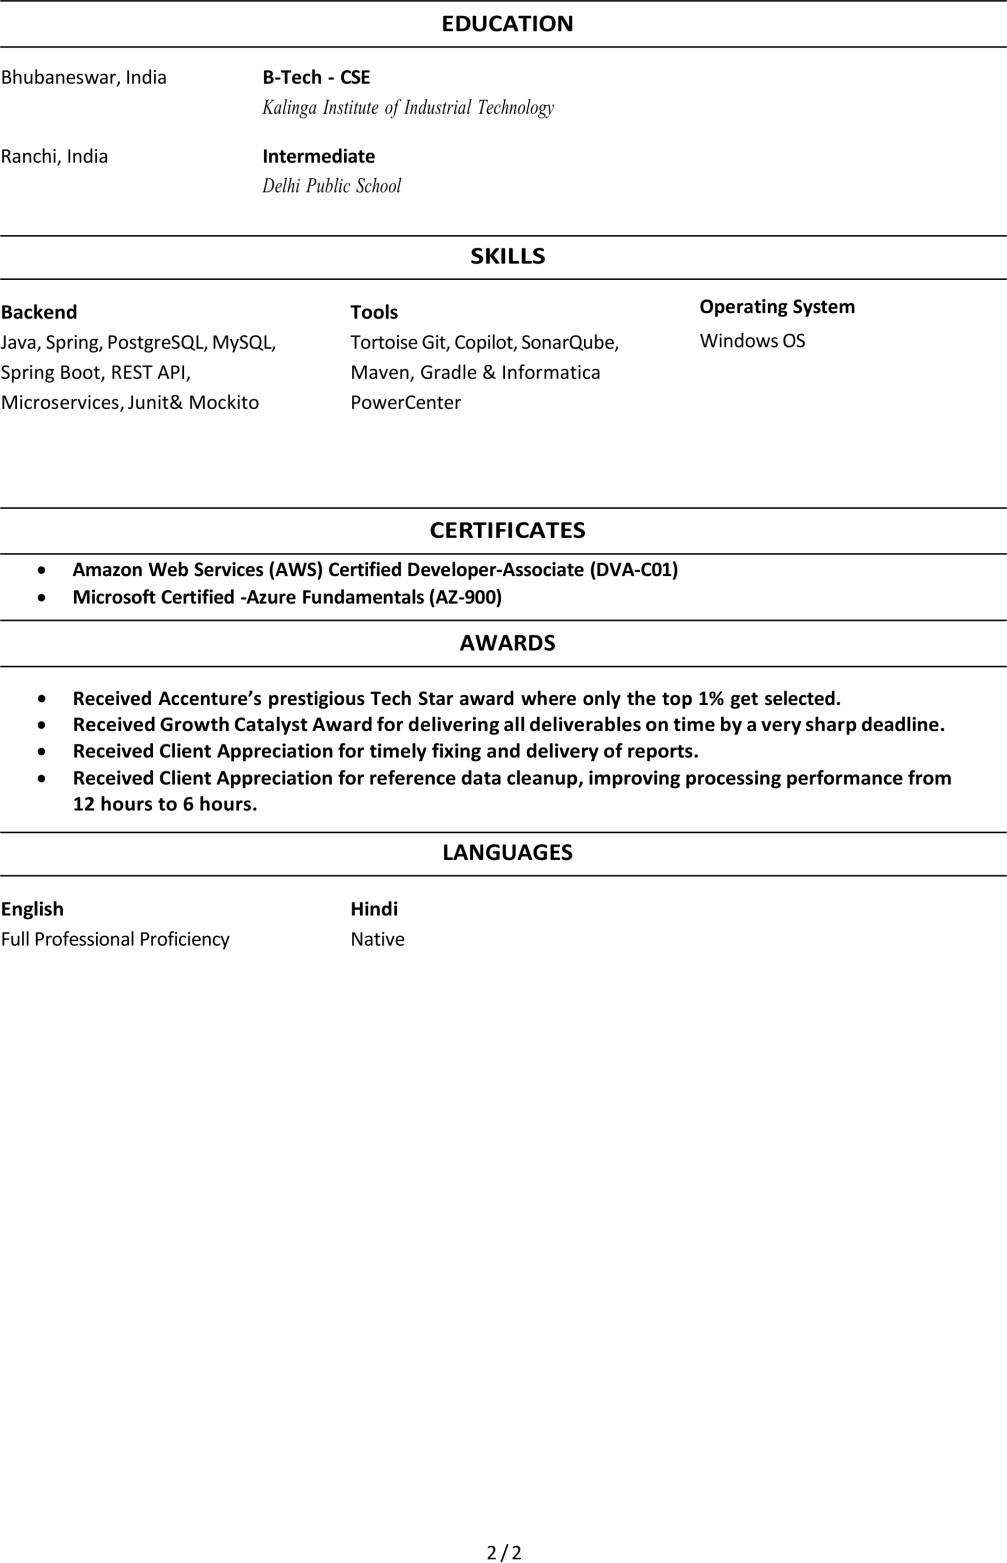 EDUCATION
Bhubaneswar, India
B-Tech - CSE
Kalinga Institute of Industrial Technology
Ranchi, India
Intermediate
Delhi Public School
SKILLS
Backend
Java, Spring, PostgreSQL, MySQL,
Spring Boot, REST API,
Microservices, Junit& Mockito
Tools
Tortoise Git, Copilot, SonarQube,
Maven, Gradle & Informatica
PowerCenter
Operating System
Windows OS
CERTIFICATES
• Amazon Web Services (AWS) Certified Developer-Associate (DVA-C01)
• Microsoft Certified -Azure Fundamentals (AZ-900)
AWARDS
• Received Accenture’s prestigious Tech Star award where only the top 1% get selected.
• Received Growth Catalyst Award for delivering all deliverables on time by a very sharp deadline.
• Received Client Appreciation for timely fixing and delivery of reports.
• Received Client Appreciation for reference data cleanup, improving processing performance from
12 hours to 6 hours.
LANGUAGES
English
Full Professional Proficiency
Hindi
Native
2 / 2